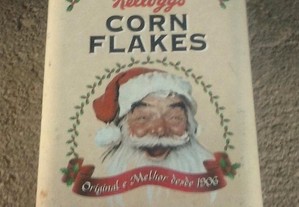 Kellogg's
CORN
FLAKES
Original e Melhor desde 1906